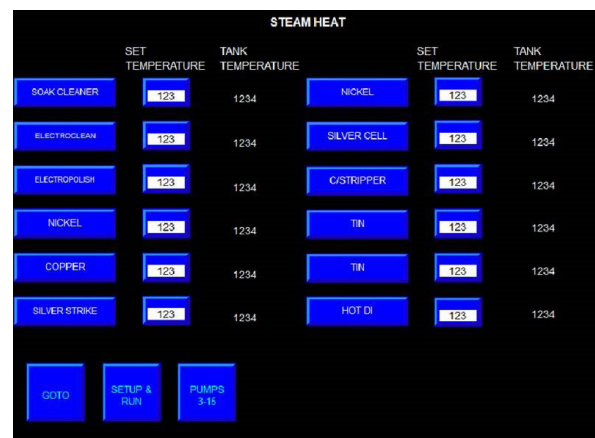 STEAM HEAT
SET TANK SET TANK
TEMPERATURE TEMPERATURE TEMPERATURE TEMPERATURE
SOAK CLEANER 123 1234 NICKEL 123 1234
ELECTROCLEAN 123 1234 SILVER CELL 123 1234
ELECTROPOLISH 123 1234 C/STRIPPER 123 1234
NICKEL 123 1234 TIN 123 1234
COPPER 123 1234 TIN 123 1234
SILVER STRIKE 123 1234 HOT DI 123 1234
GOTO SETUP & PUMPS
RUN 3-15